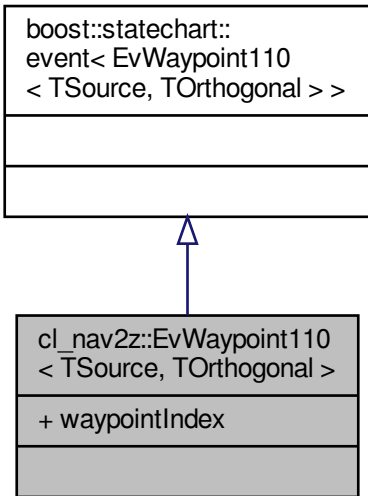 boost::statechart::
event< EvWaypoint110
< TSource, TOrthogonal > >
cl_nav2z::EvWaypoint110
< TSource, TOrthogonal >
+ waypointIndex